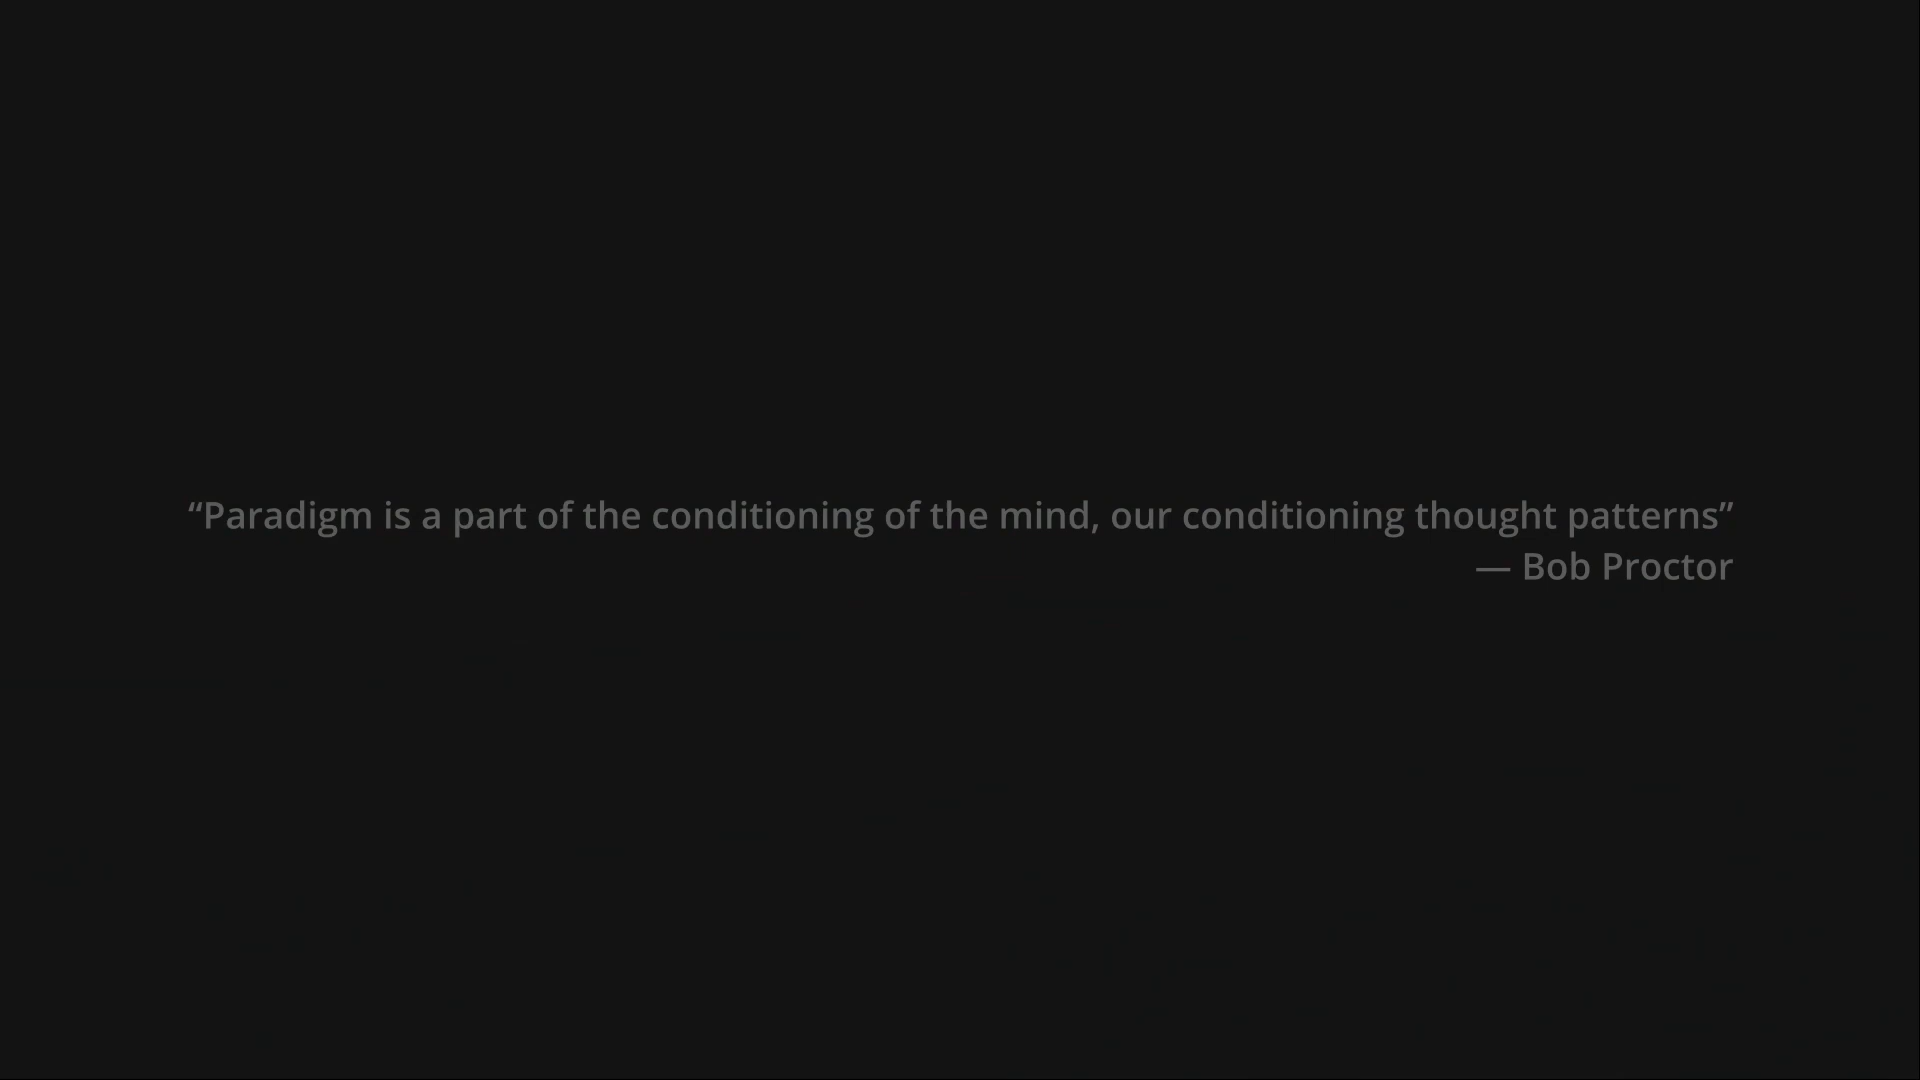 “Paradigm is a part of the conditioning of the mind, our conditioning thought patterns”
— Bob Proctor